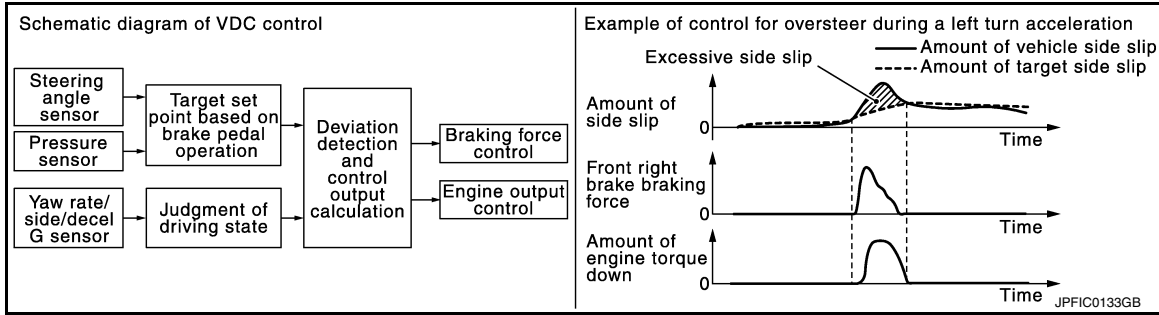 Schematic diagram of VDC control
Steering
angle
sensor
Pressure
sensor
Target set
point based on
brake pedal
operation
Yaw rate/
side/decel
G sensor
Judgment of
driving state
Deviation
detection
and
control
output
calculation
Braking force
control
Engine output
control
Example of control for oversteer during a left turn acceleration
Excessive side slip
Amount of vehicle side slip
Amount of target side slip
Amount of
side slip
0
Time
Front right
brake braking
force
0
Amount of
engine torque
down
0
Time
JPFIC0133GB